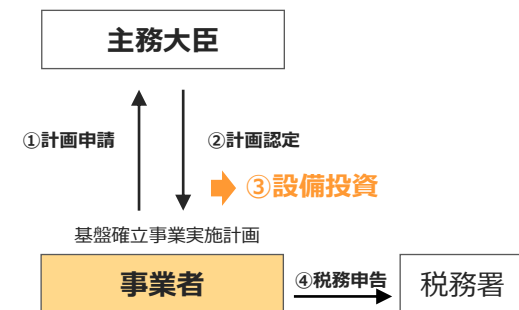 主務大臣
①計画申請
②計画認定
③設備投資
基盤確立事業実施計画
事業者
④税務申告
税務署